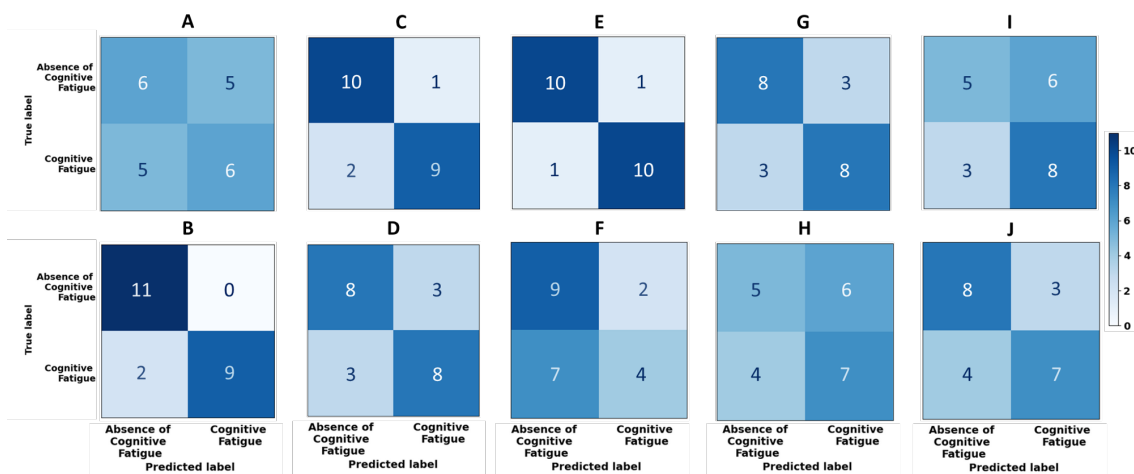 A C E G I
Absence of
Cognitive
Fatigue
6 5 10 1 10 1 8 3 5 6
True label
Cognitive
Fatigue
5 6 2 9 1 10 3 8 3 8
10
8
6
4
2
0
B D F H J
Absence of
Cognitive
Fatigue
11 0 8 3 9 2 5 6 8 3
True label
Cognitive
Fatigue
2 9 3 8 7 4 4 7 4 7
Absence of Cognitive Absence of Cognitive Absence of Cognitive Absence of Cognitive Absence of Cognitive
Cognitive Fatigue Cognitive Fatigue Cognitive Fatigue Cognitive Fatigue Cognitive Fatigue
Fatigue Fatigue Fatigue Fatigue Fatigue
Predicted label Predicted label Predicted label Predicted label Predicted label